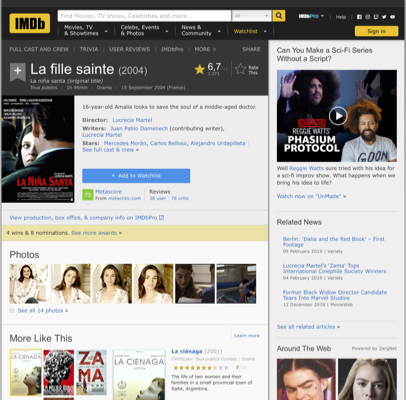 IMDb
Find Movies, TV shows, Celebrities and more...
All
IMDbPro
Help
Movies, TV
& Showtimes
Celebs, Events
& Photos
News &
Community
Watchlist
Sign in
FULL CAST AND CREW
TRIVIA
USER REVIEWS
IMDbPro
MORE
SHARE
La fille sainte (2004)
La niña santa (original title)
Tous publics | 1h 46min | Drama | 15 September 2004 (France)
6,7
Rate
This
LA NIÑA SANTA
16-year-old Amalia looks to save the soul of a middle-aged doctor.
Director: Lucrecia Martel
Writers: Juan Pablo Domenech (contributing writer),
Lucrecia Martel
Stars: Mercedes Morán, Carlos Belloso, Alejandro Urdapilleta |
See full cast & crew »
+ Add to Watchlist
75
Metascore
From metacritic.com
Reviews
38 user | 78 critic
View production, box office, & company info on IMDbPro
4 wins & 8 nominations. See more awards »
Photos
See all 14 photos »
More Like This
Learn more
LA CIÉNAGA
ZAMA
La ciénaga (2001)
Certificate: Tous publics Comedy | Drama
The life of two women and their
families in a small provincial town of
Salta, Argentina.
LA CIÉNAGA
Can You Make a Sci-Fi Series
Without a Script?
REGGIE WATTS'
PHASIUM
PROTOCOL
Well Reggie Watts sure tried with his idea for
a sci-fi improv show. What happens when we
bring his idea to life?
Watch now on "UnMade" »
Related News
Berlin: 'Dalia and the Red Book' – First
Footage
09 February 2019 | Variety
Lucrecia Martel's 'Zama' Tops
International Cinephile Society Winners
04 February 2019 | Variety
Former Black Widow Director Candidate
Tears Into Marvel Studios
13 December 2018 | MovieWeb
See all related articles »
Around The Web
Powered by ZergNet